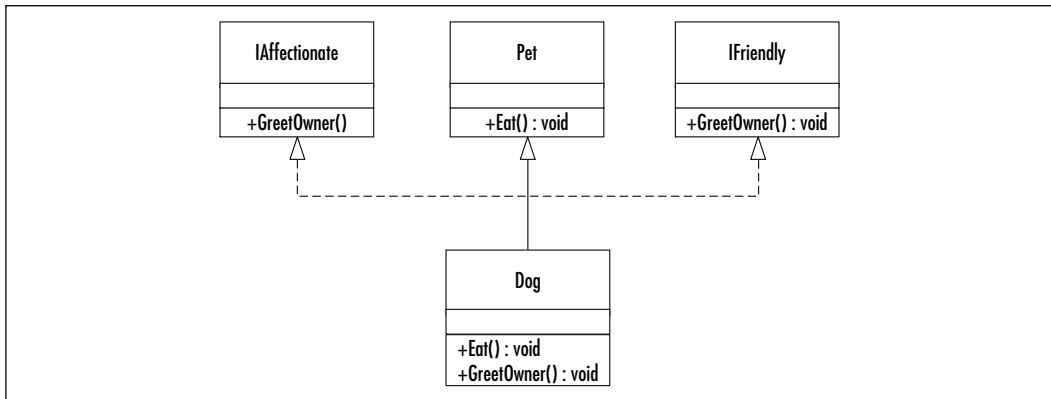 IAffectionate
Pet
IFriendly
+GreetOwner()
+Eat() : void
+GreetOwner() : void
Dog
+Eat() : void
+GreetOwner() : void